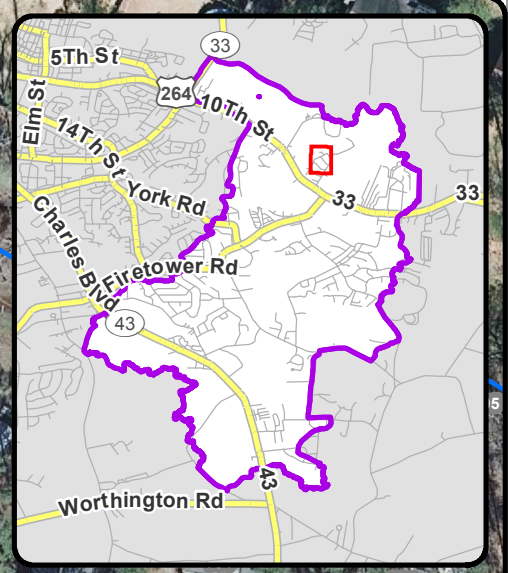 33
5Th St
264
10Th St
Elm St
14Th St
York Rd
33
33
Charles Blvd
Firetower Rd
43
5
43
Worthington Rd